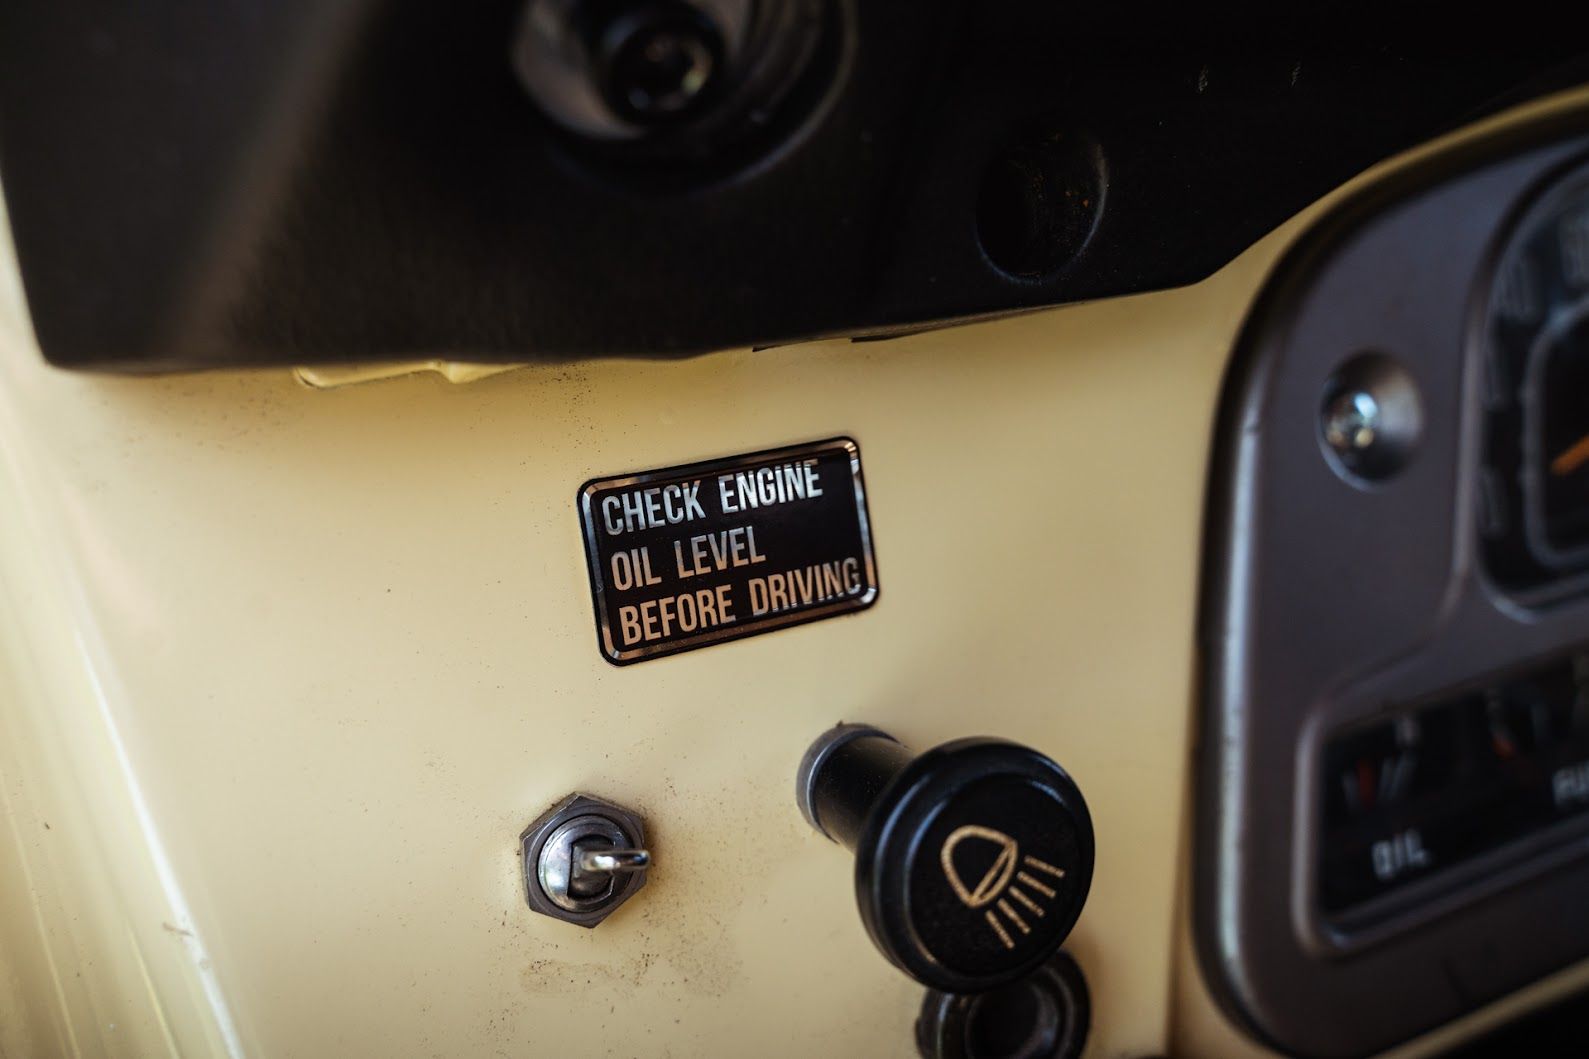 CHECK ENGINE
OIL LEVEL
BEFORE DRIVING
OIL